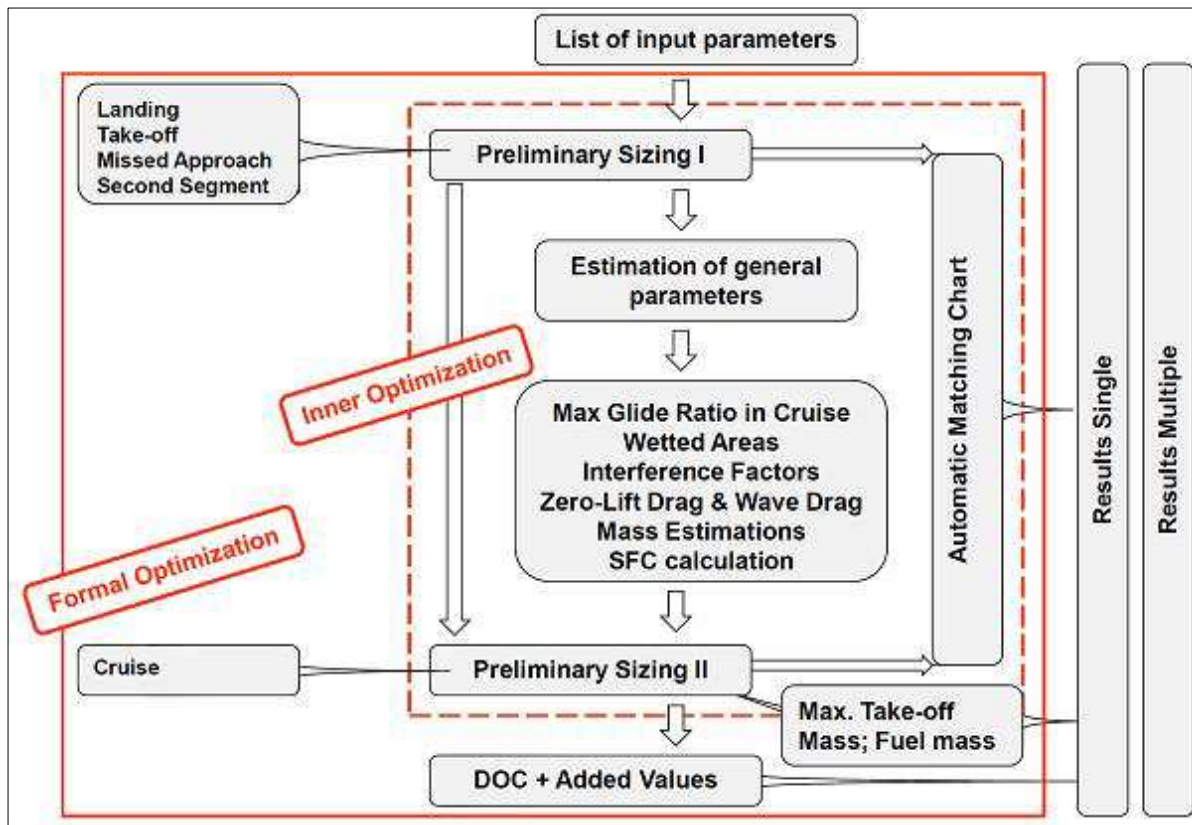 List of input parameters
Landing
Take-off
Missed Approach
Second Segment
Preliminary Sizing I
Estimation of general
parameters
Inner Optimization
Max Glide Ratio in Cruise
Wetted Areas
Interference Factors
Zero-Lift Drag & Wave Drag
Mass Estimations
SFC calculation
Formal Optimization
Cruise
Preliminary Sizing II
Max. Take-off
Mass; Fuel mass
DOC + Added Values
Automatic Matching Chart
Results Single
Results Multiple